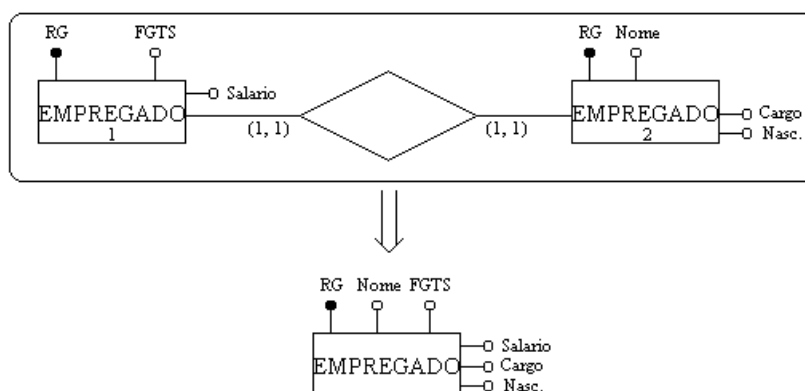 RG FGTS
Salario
EMPREGADO
1
(1, 1) (1, 1)
RG Nome
EMPREGADO
2
Cargo
Nasc.
RG Nome FGTS
EMPREGADO
Salario
Cargo
Nasc.